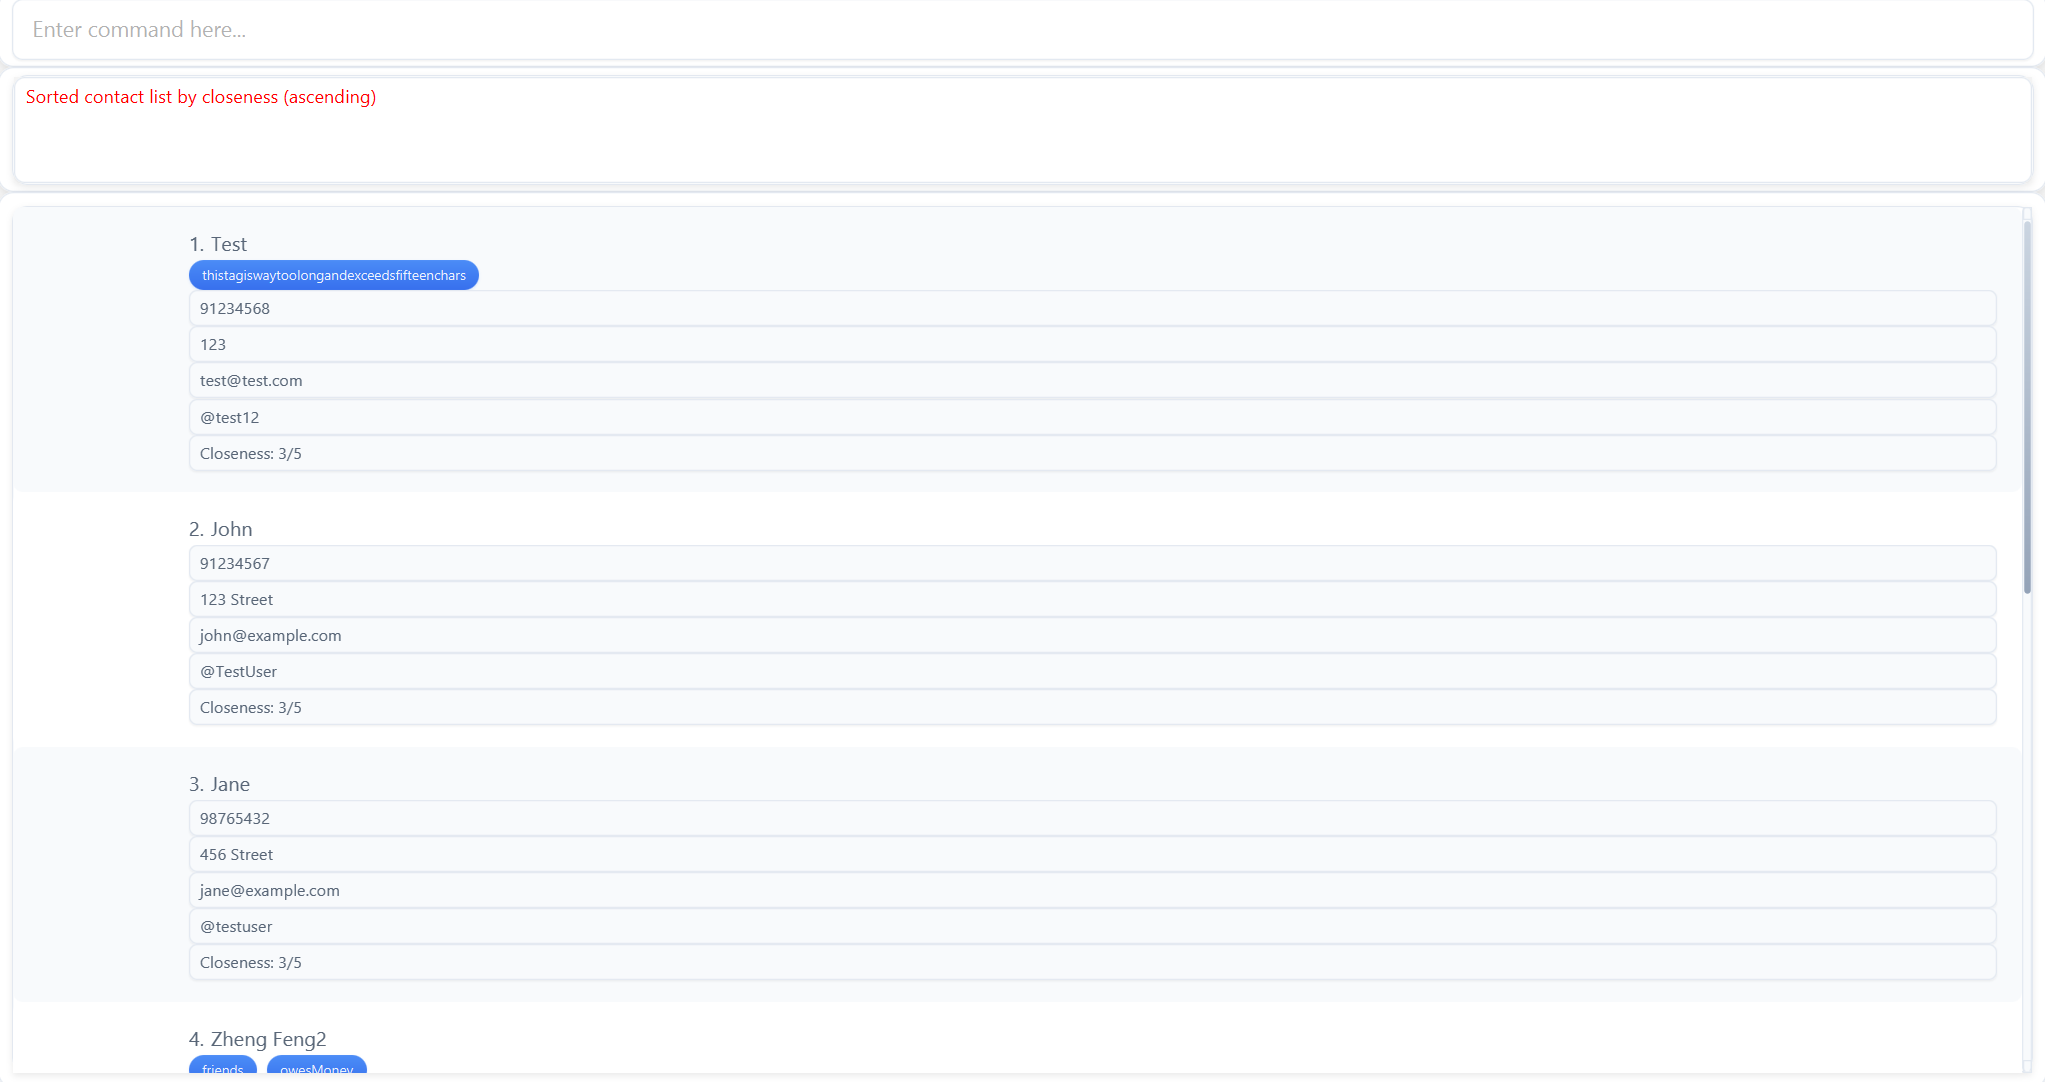 Enter command here...
Sorted contact list by closeness (ascending)
1. Test
thistagiswaytoolongandexceedsfifteenchars
91234568
123
test@test.com
@test12
Closeness: 3/5
2. John
91234567
123 Street
john@example.com
@TestUser
Closeness: 3/5
3. Jane
98765432
456 Street
jane@example.com
@testuser
Closeness: 3/5
4. Zheng Feng2
friends owesMoney